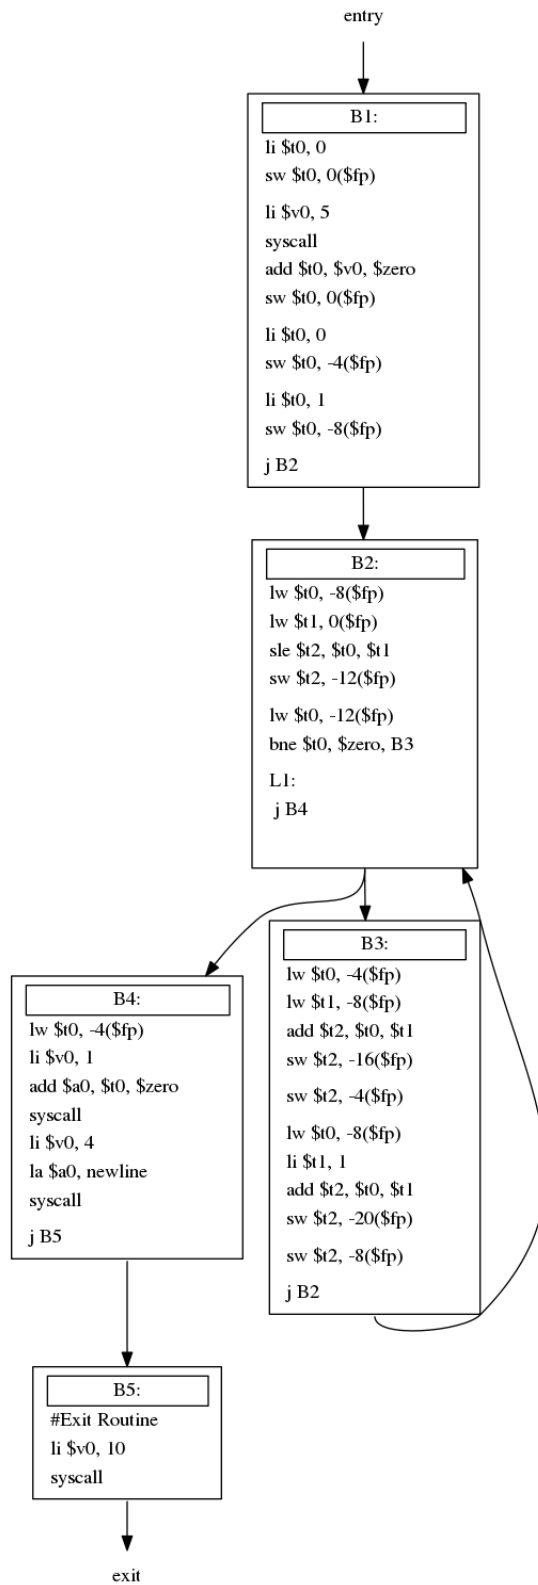 entry
B1:
li $t0, 0
sw $t0, 0($fp)
li $v0, 5
syscall
add $t0, $v0, $zero
sw $t0, 0($fp)
li $t0, 0
sw $t0, -4($fp)
li $t0, 1
sw $t0, -8($fp)
j B2
B2:
lw $t0, -8($fp)
lw $t1, 0($fp)
sle $t2, $t0, $t1
sw $t2, -12($fp)
lw $t0, -12($fp)
bne $t0, $zero, B3
L1:
j B4
B3:
lw $t0, -4($fp)
lw $t1, -8($fp)
add $t2, $t0, $t1
sw $t2, -16($fp)
sw $t2, -4($fp)
lw $t0, -8($fp)
li $t1, 1
add $t2, $t0, $t1
sw $t2, -20($fp)
sw $t2, -8($fp)
j B2
B4:
lw $t0, -4($fp)
li $v0, 1
add $a0, $t0, $zero
syscall
li $v0, 4
la $a0, newline
syscall
j B5
B5:
#Exit Routine
li $v0, 10
syscall
exit